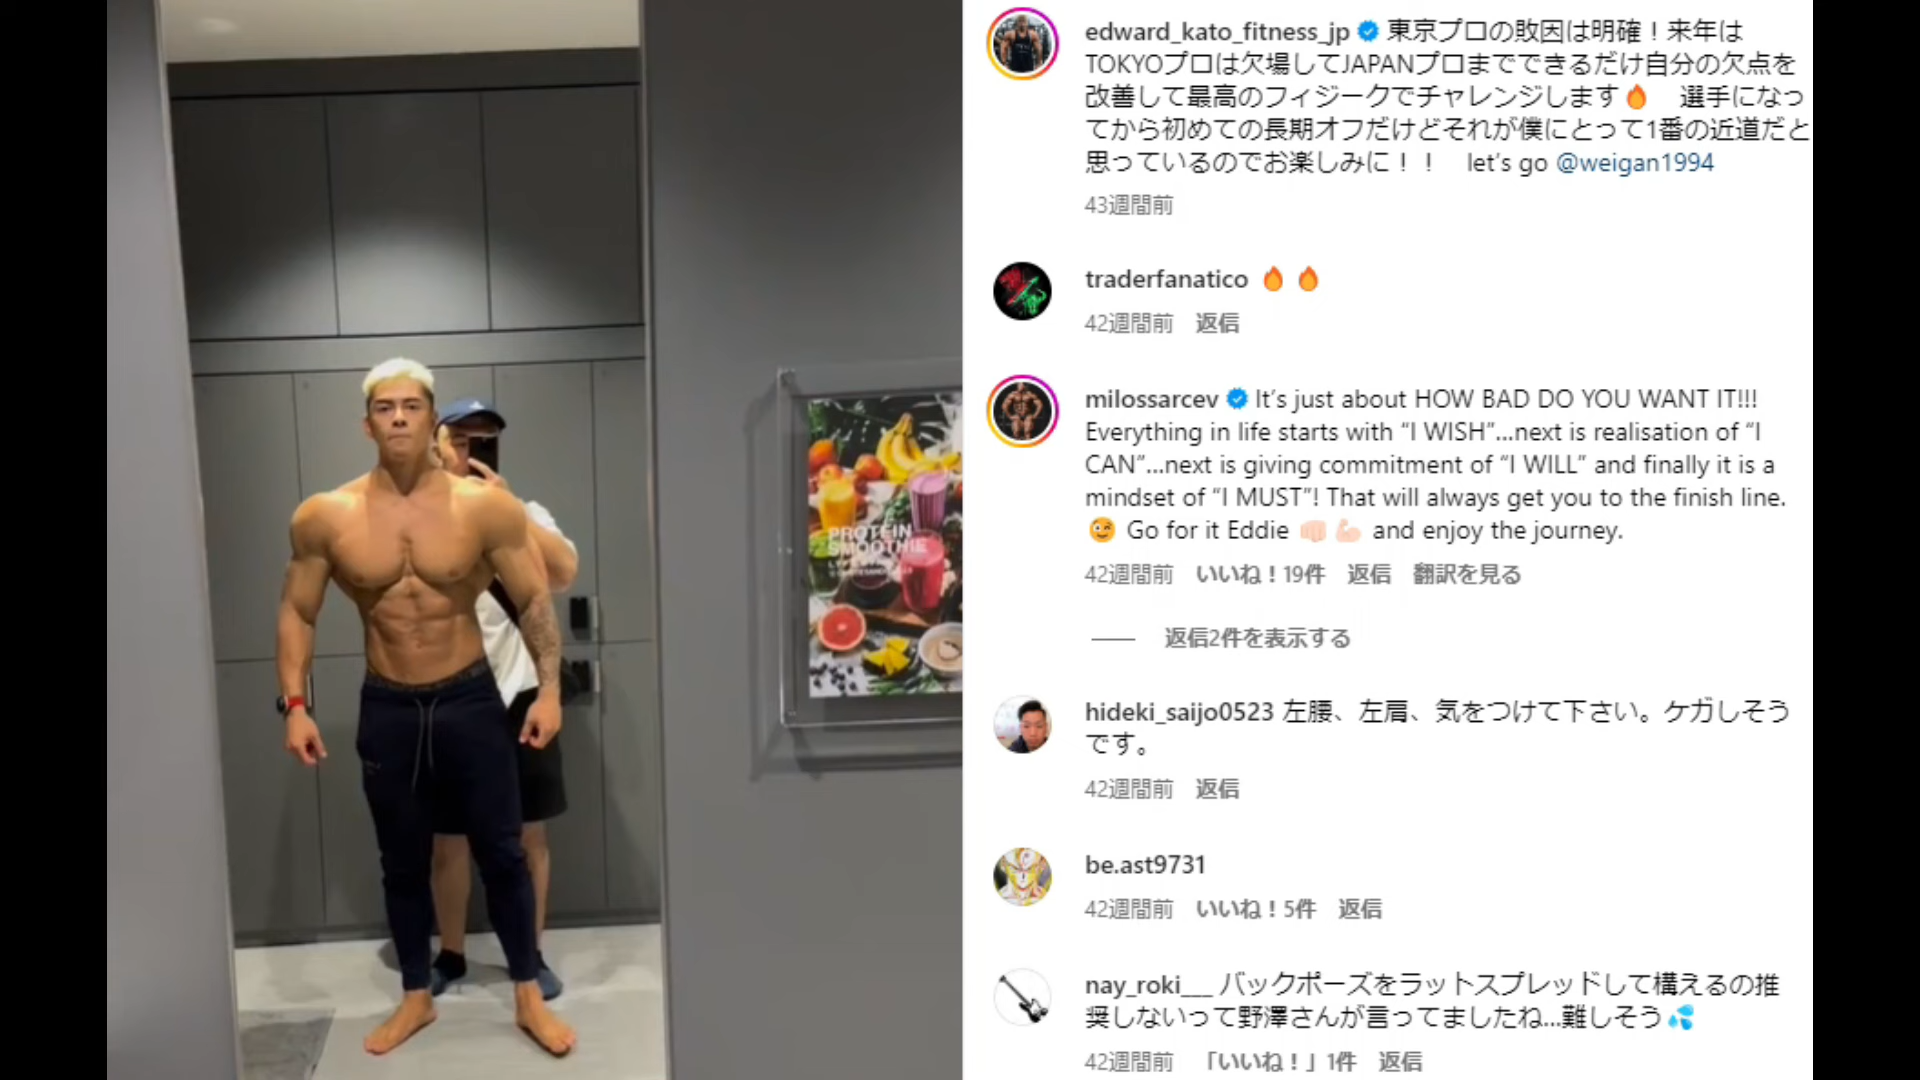 PROTEIN
SMOOTHIE
edward_kato_fitness_jp 東京プロの敗因は明確！来年は
TOKYOプロは欠場してJAPANプロまでできるだけ自分の欠点を
改善して最高のフィジークでチャレンジします🔥　選手になっ
てから初めての長期オフだけどそれが僕にとって1番の近道だと
思っているのでお楽しみに！！　let’s go @weigan1994
43週間前
traderfanatico 🔥 🔥
42週間前 返信
milossarcev It’s just about HOW BAD DO YOU WANT IT!!!
Everything in life starts with “I WISH”...next is realisation of “I
CAN”...next is giving commitment of “I WILL” and finally it is a
mindset of “I MUST”! That will always get you to the finish line.
😉 Go for it Eddie 👊🏻 💪🏻 and enjoy the journey.
42週間前 いいね！19件 返信 翻訳を見る
返信2件を表示する
hideki_saijo0523 左腰、左肩、気をつけて下さい。ケガしそう
です。
42週間前 返信
be.ast9731
42週間前 いいね！5件 返信
nay_roki___ バックポーズをラットスプレッドして構えるの推
奨しないって野澤さんが言ってましたね...難しそう💦
42週間前 「いいね！」1件 返信